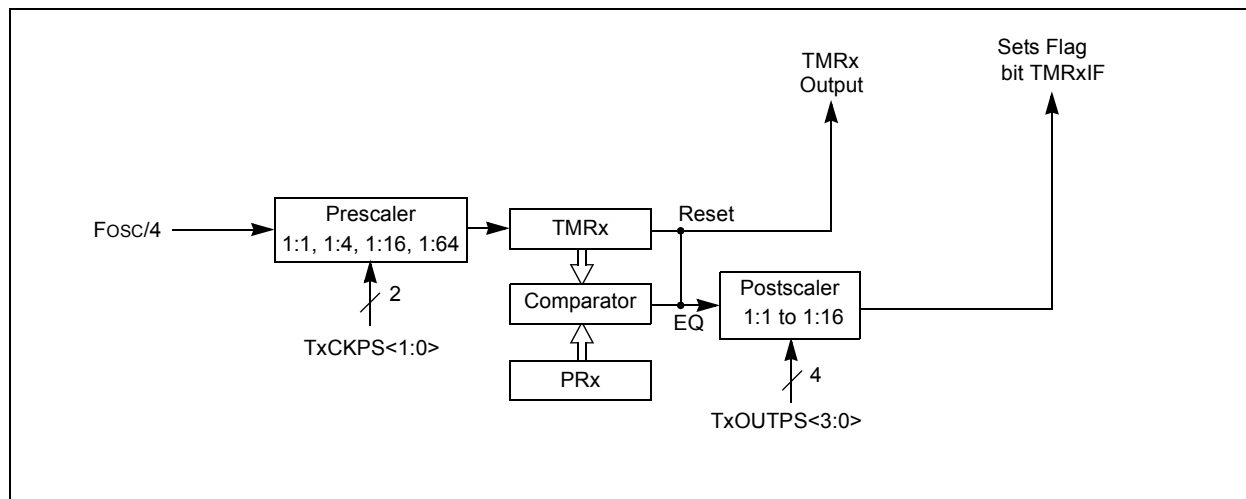 TMRx
Output
Sets Flag
bit TMRxIF
FOSC/4
Prescaler
1:1, 1:4, 1:16, 1:64
2
TxCKPS<1:0>
TMRx
Reset
Comparator
EQ
PRx
Postscaler
1:1 to 1:16
4
TxOUTPS<3:0>